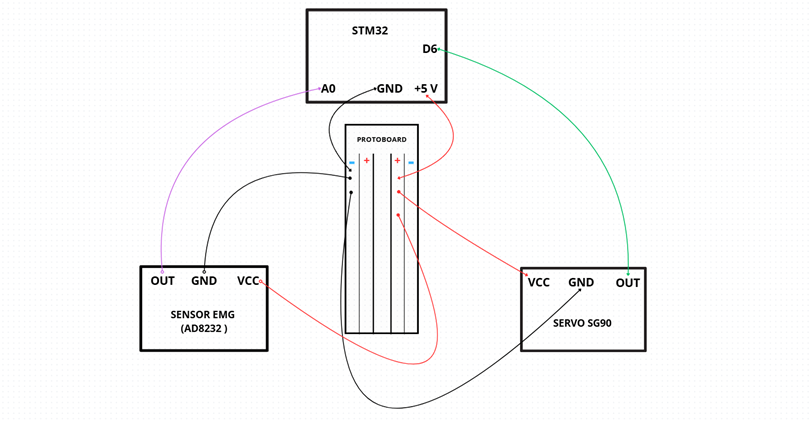 STM32
D6
A0 GND +5 V
PROTOBOARD
- + + -
OUT GND VCC
SENSOR EMG
(AD8232 )
VCC GND OUT
SERVO SG90